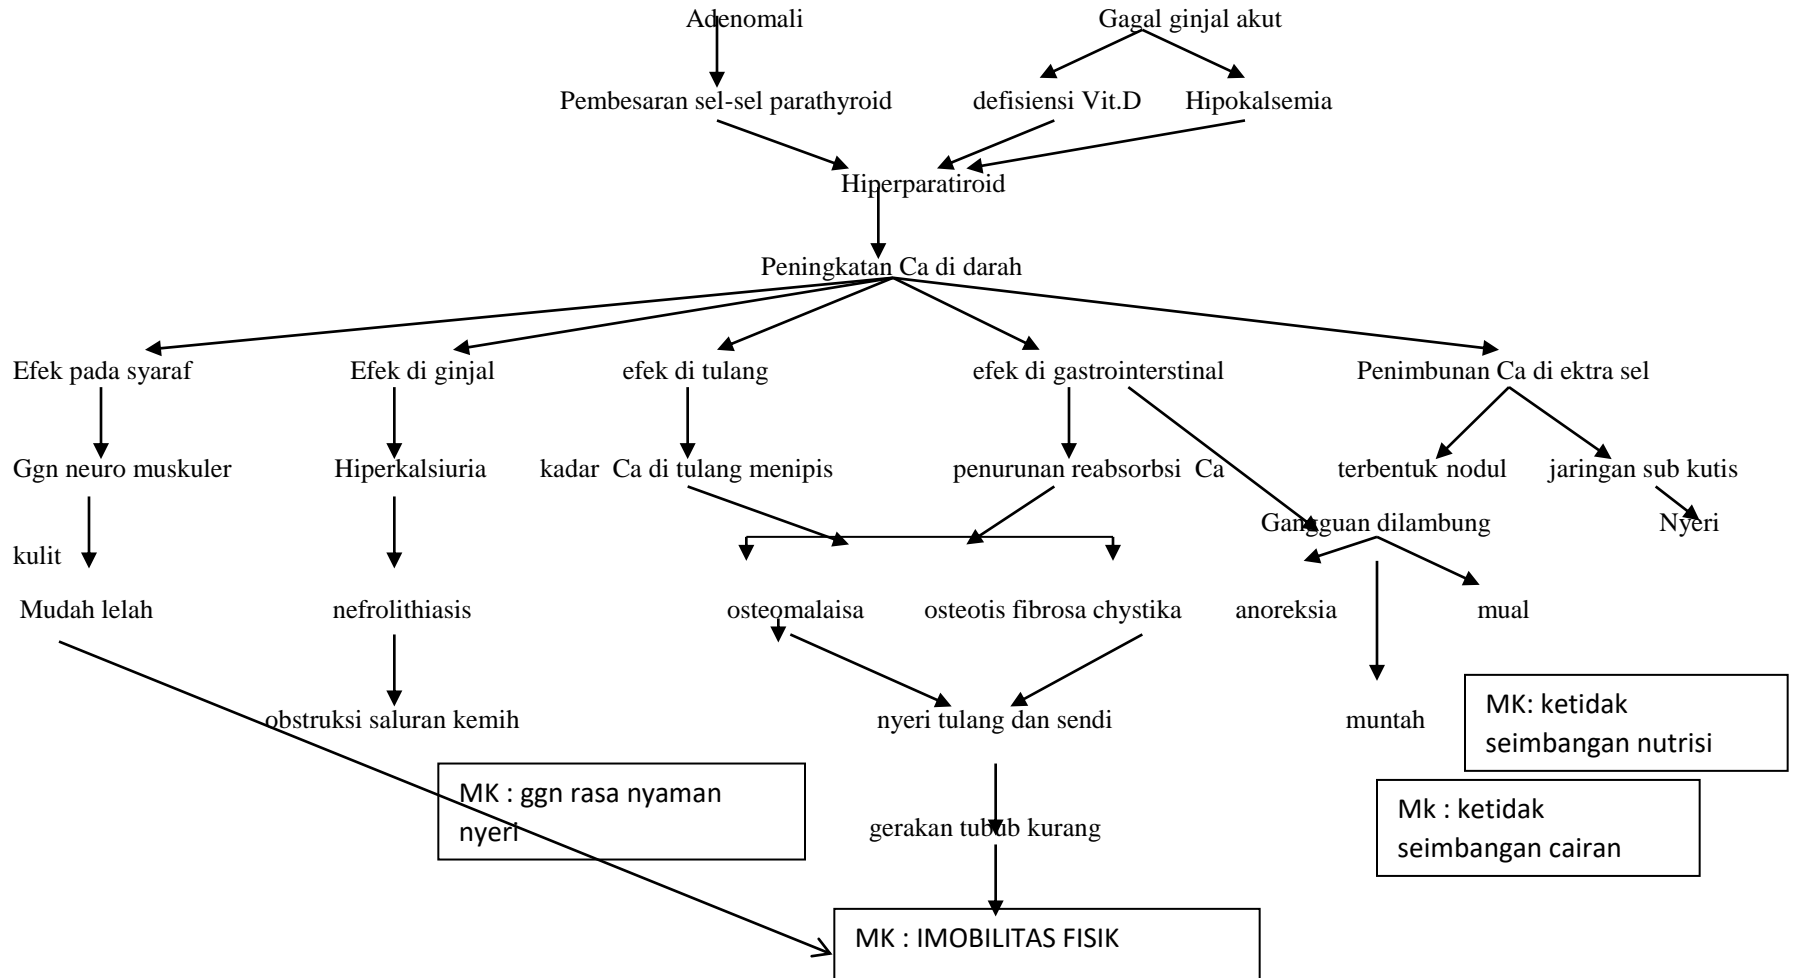 Adenomali Gagal ginjal akut
Pembesaran sel-sel parathyroid defisiensi Vit.D Hipokalsemia
Hiperparatiroid
Peningkatan Ca di darah
Efek pada syaraf Efek di ginjal efek di tulang efek di gastrointerstinal Penimbunan Ca di ektra sel
Ggn neuro muskuler Hiperkalsiuria kadar Ca di tulang menipis penurunan reabsorbsi Ca terbentuk nodul jaringan sub kutis
Gangguan dilambung Nyeri
kulit
Mudah lelah nefrolithiasis osteomalaisa osteotis fibrosa chystika anoreksia mual
obstruksi saluran kemih nyeri tulang dan sendi muntah
MK: ketidak
seimbangan nutrisi
MK : ggn rasa nyaman
nyeri
Mk : ketidak
seimbangan cairan
gerakan tubub kurang
MK : IMOBILITAS FISIK